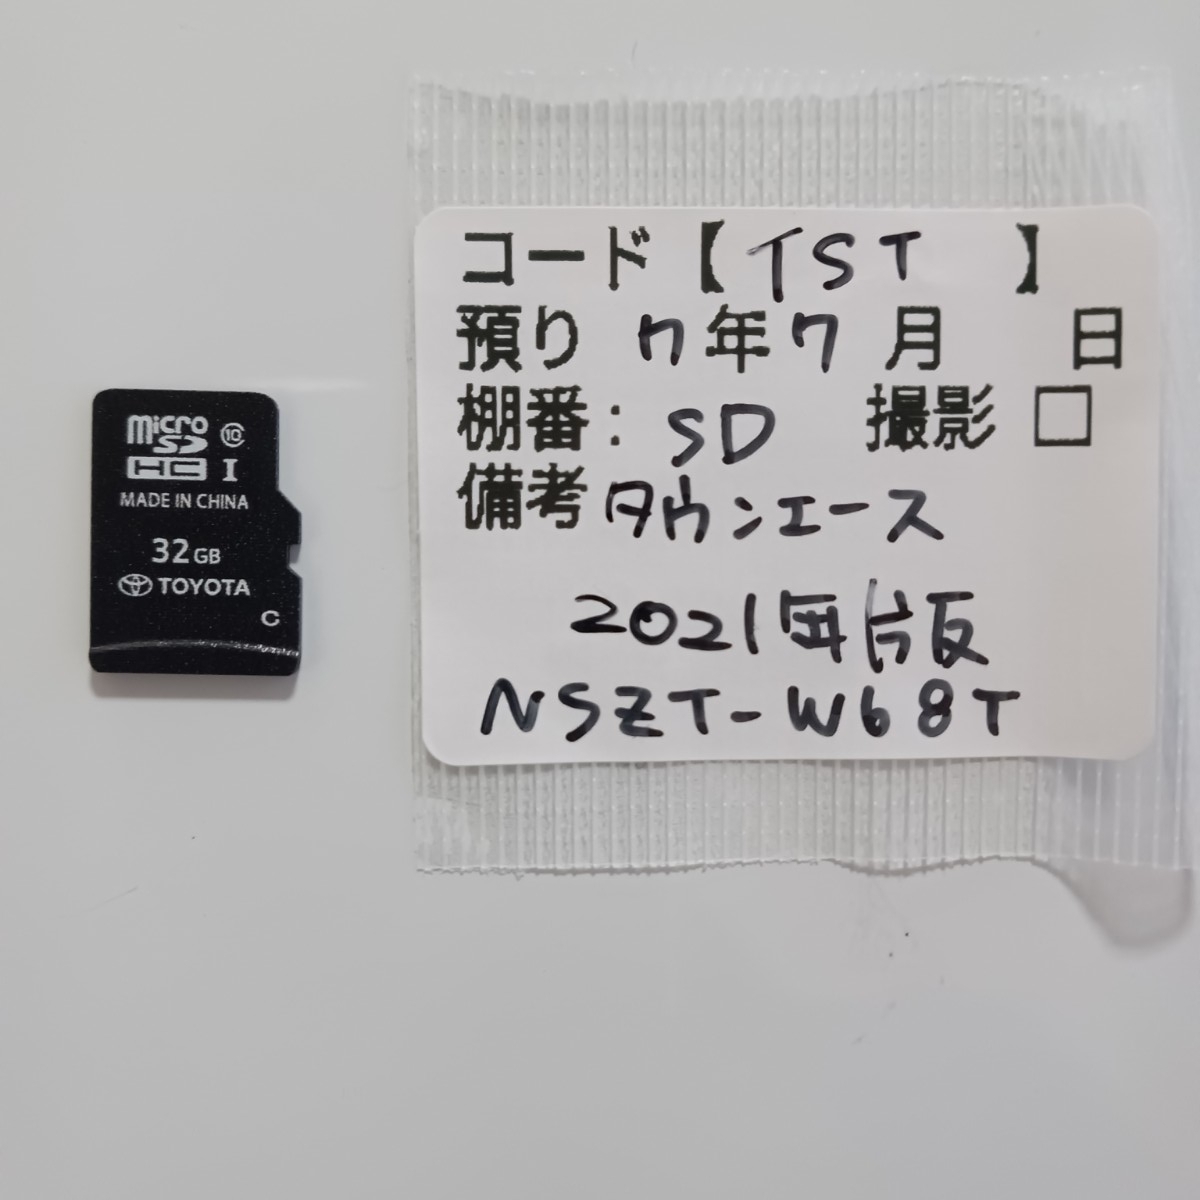 micro
SD
10
HC I
MADE IN CHINA
32GB
TOYOTA
C
コード【TST】
預り 7年7月 日
棚番:SD 撮影□
備考 タウンエース
2021年版
NSZT-W68T